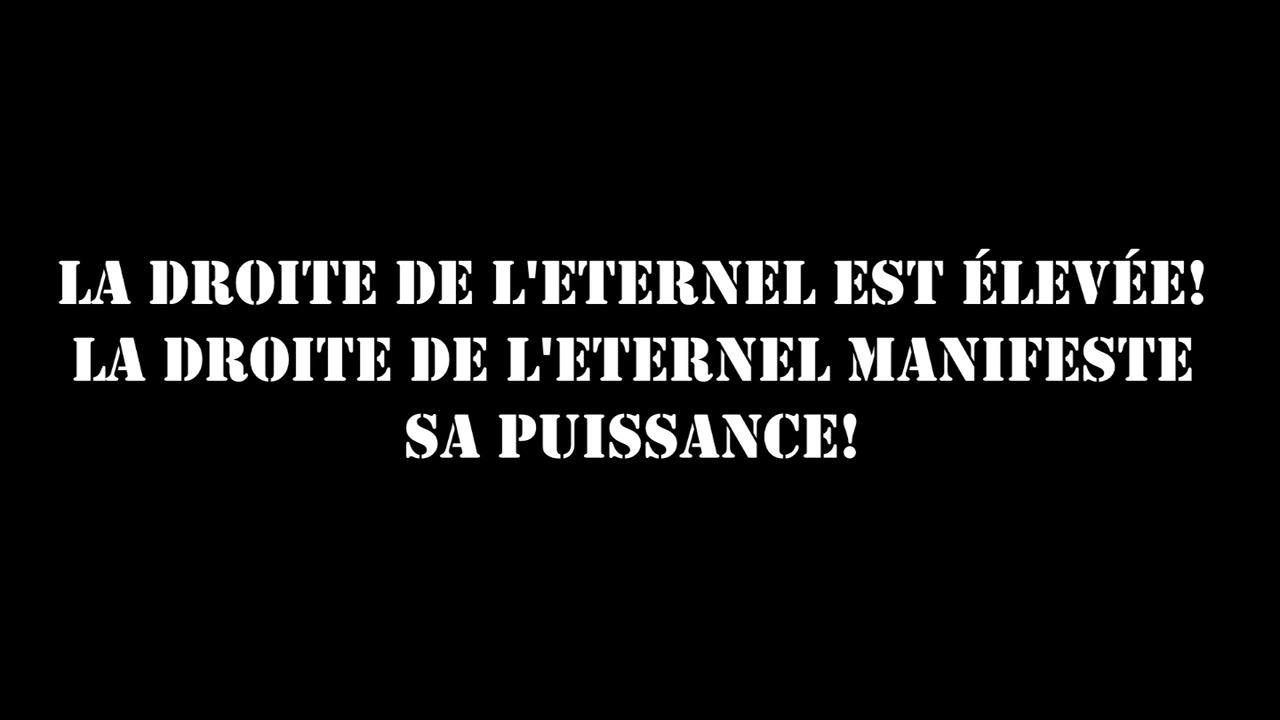 LA DROITE DE L'ETERNEL EST ÉLEVÉE!
LA DROITE DE L'ETERNEL MANIFESTE
SA PUISSANCE!